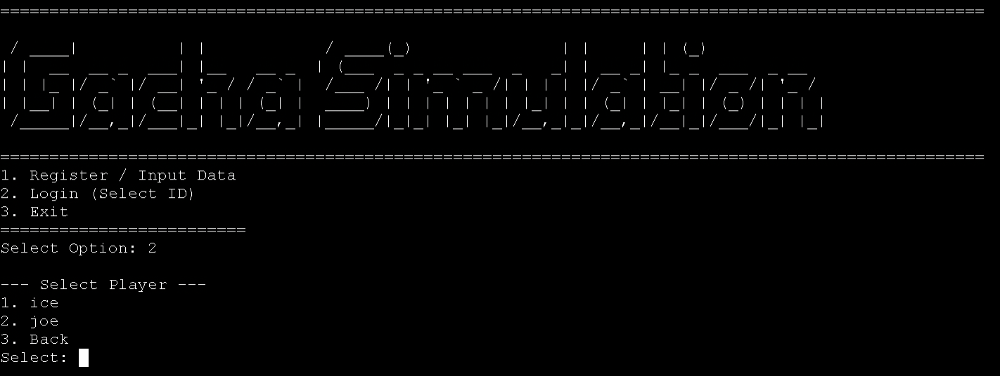 ====================================================================================================
Gacha Simulation
====================================================================================================
1. Register / Input Data
2. Login (Select ID)
3. Exit
=========================
Select Option: 2
--- Select Player ---
1. ice
2. joe
3. Back
Select: